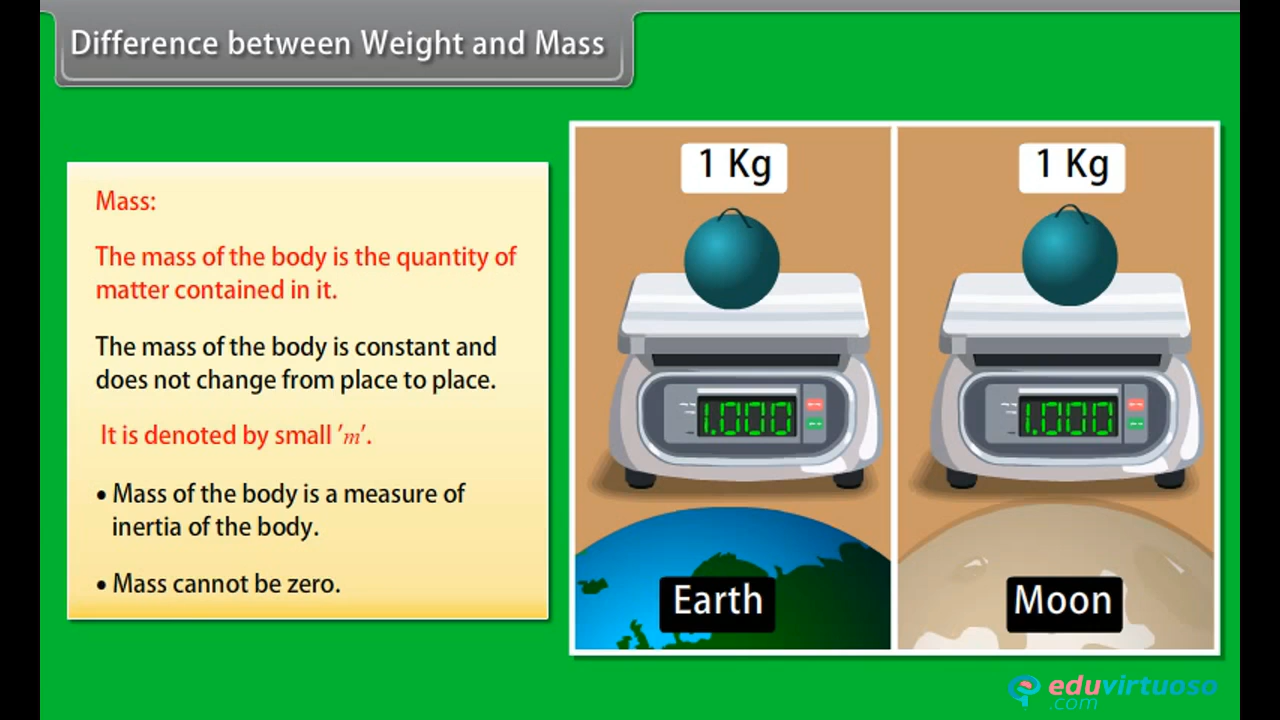 Difference between Weight and Mass
Mass:
The mass of the body is the quantity of
matter contained in it.
The mass of the body is constant and
does not change from place to place.
It is denoted by small 'm'.
• Mass of the body is a measure of
inertia of the body.
• Mass cannot be zero.
1 Kg
1.000
Earth
1 Kg
1.000
Moon
eduvirtuoso
.com